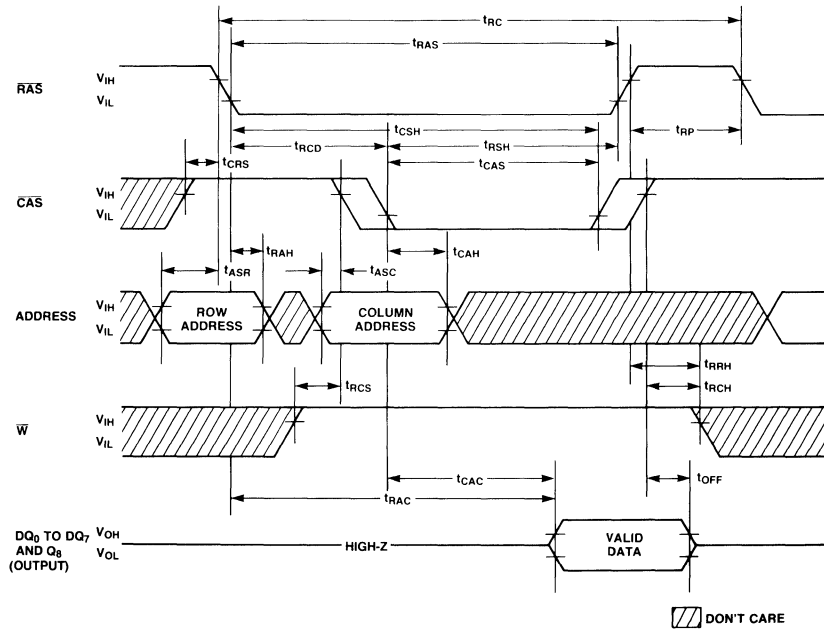 tRC
tRAS
RAS
VIH
VIL
tCSH
tRP
tRCD
tRSH
tCRS
tCAS
CAS
VIH
VIL
tRAH
tCAH
tASR
tASC
ADDRESS
VIH
VIL
ROW
ADDRESS
COLUMN
ADDRESS
tRRH
tRCS
tRCH
W
VIH
VIL
tCAC
tOFF
tRAC
DQ0 TO DQ7
AND Q8
(OUTPUT)
VOH
VOL
HIGH-Z
VALID
DATA
DON'T CARE